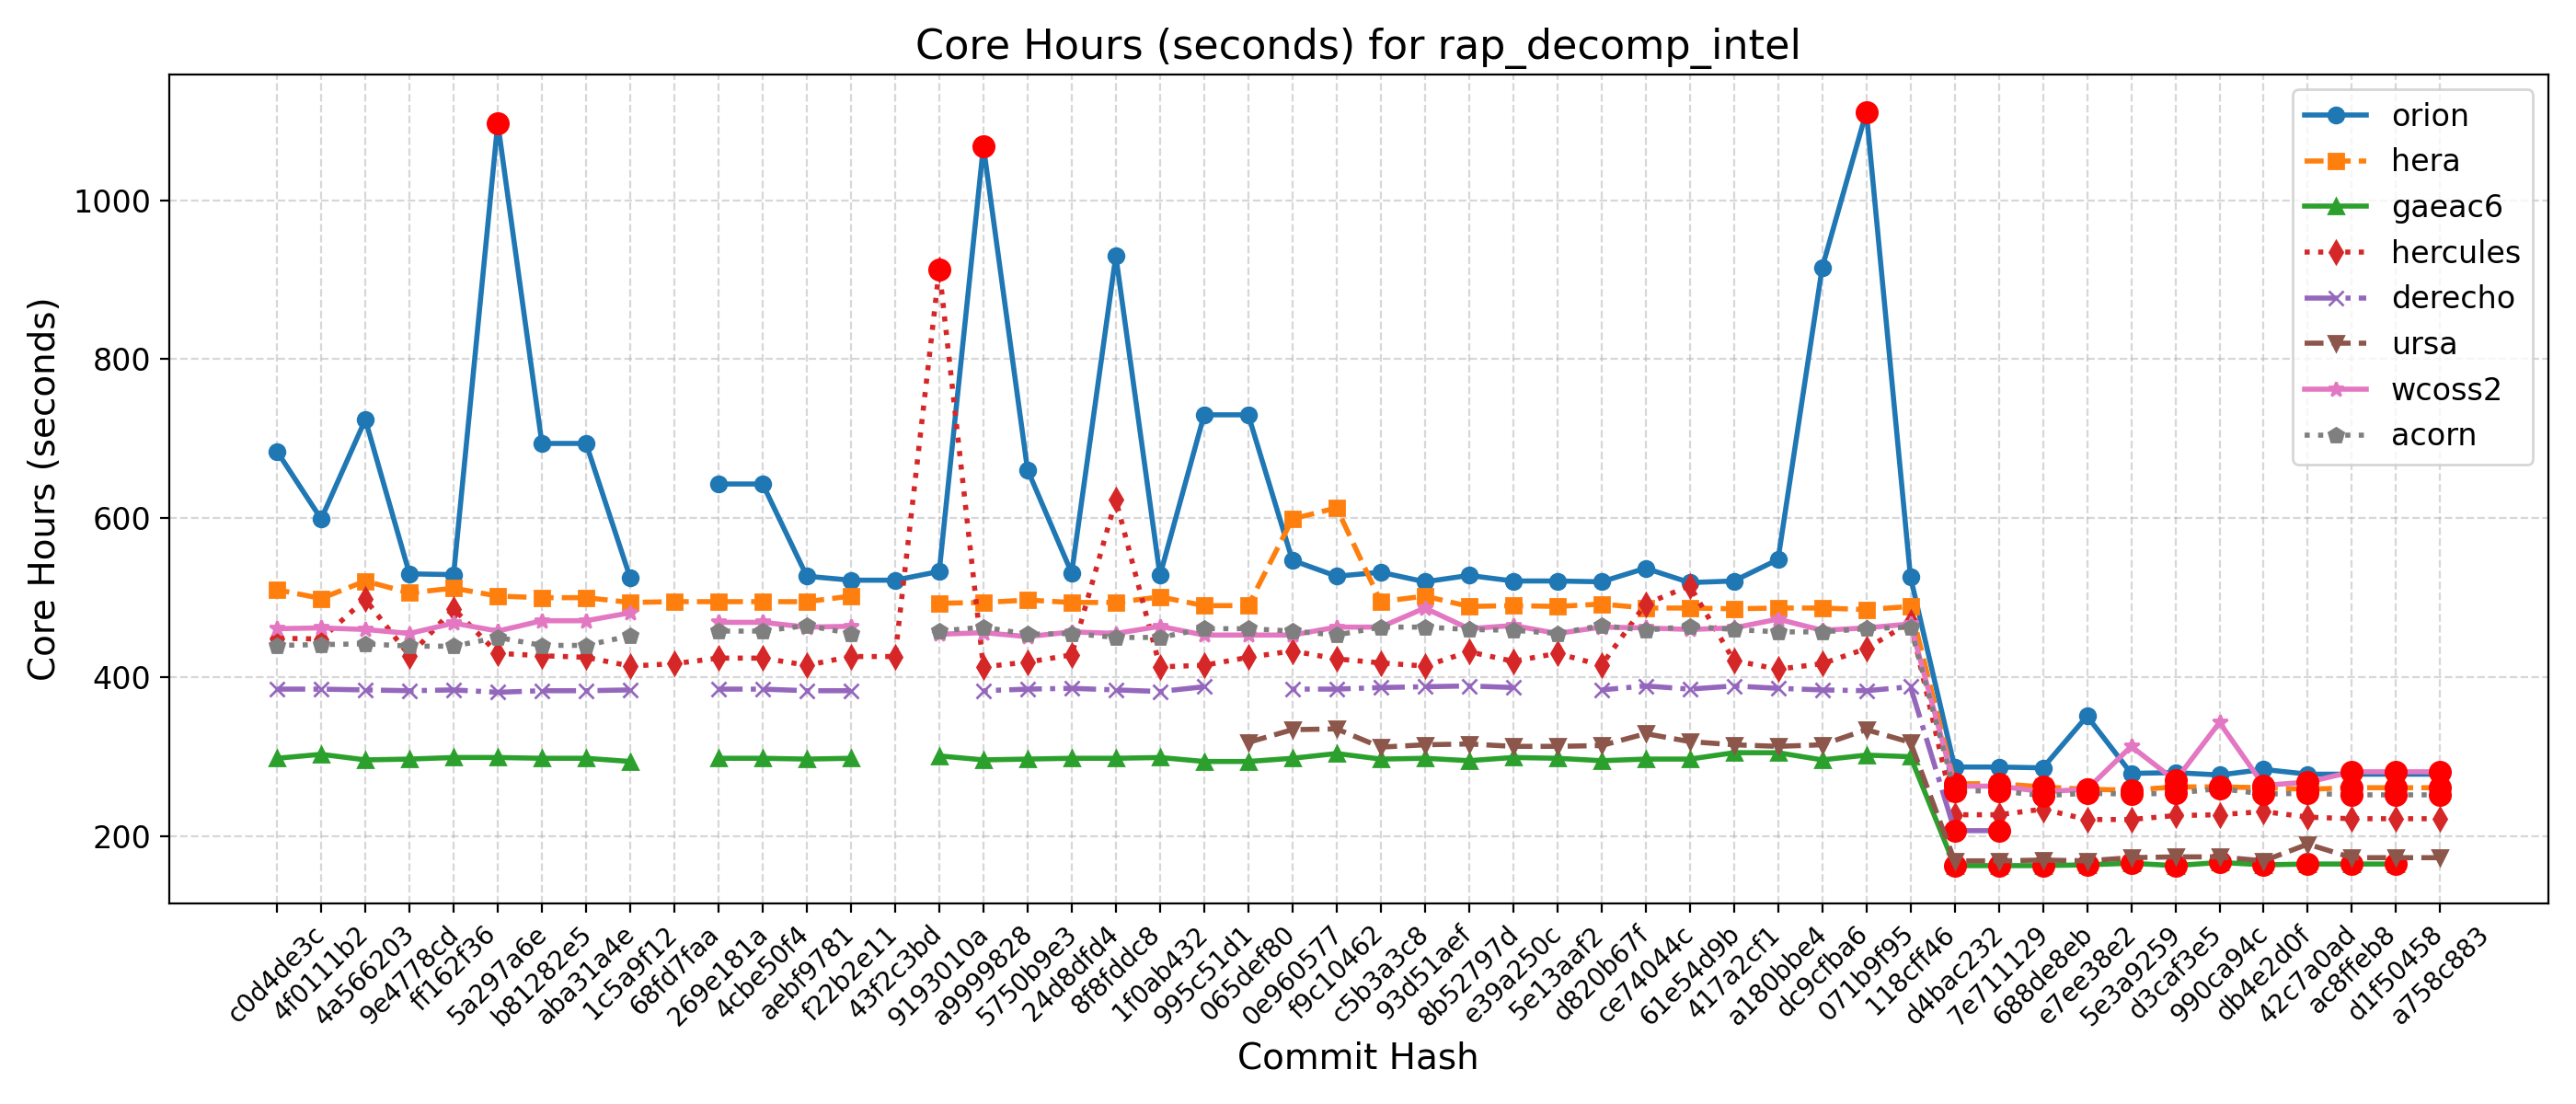 Core Hours (seconds) for rap_decomp_intel
Core Hours (seconds)
1000
800
600
400
200
orion
hera
gaeac6
hercules
derecho
ursa
wcoss2
acorn
c0d4de3c
4f0111b2
4a566203
9e4778cd
ff162f36
5a297a6e
b81282e5
aba31a4e
1c5a9f12
68fd7faa
269e181a
4cbe50f4
aebf9781
f22b2e11
43f2c3bd
9193010a
a9999828
5750b9e3
24d8dfd4
8f8fddc8
1f0ab432
995c51d1
065def80
0e960577
f9c10462
c5b3a3c8
93d51aef
8b52797d
e39a250c
5e13aaf2
d820b67f
ce74044c
61e54d9b
417a2cf1
a180bbe4
dc9cfba6
071b9f95
118cff46
d4bac232
7e711129
688de8eb
e7ee38e2
5e3a9259
d3caf3e5
990ca94c
db4e2d0f
42c7a0ad
ac8ffeb8
d1f50458
a758c883
Commit Hash